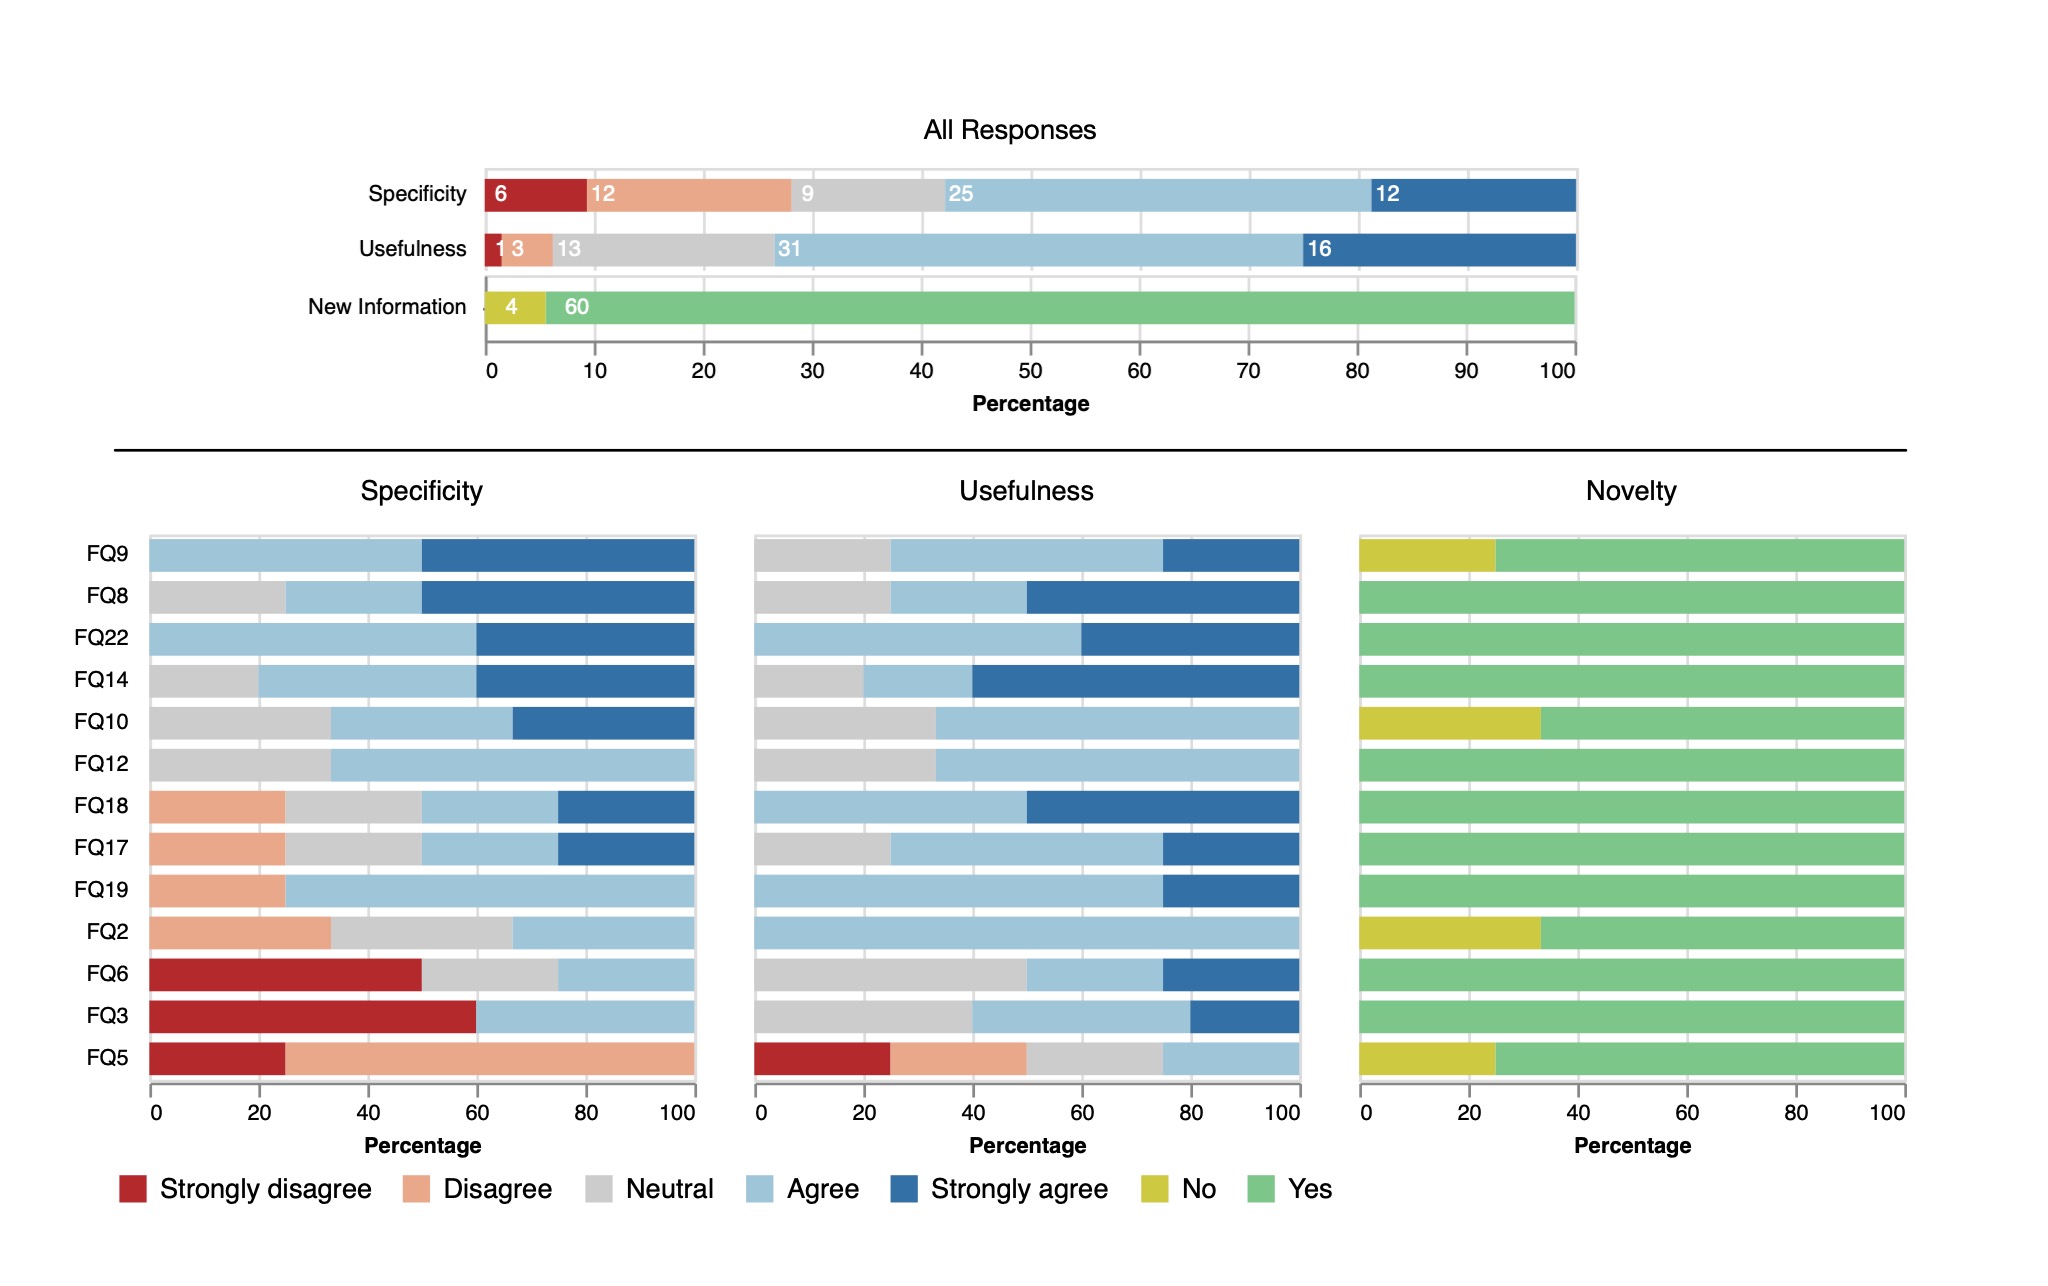 All Responses
Specificity 6 12 9 25 12
Usefulness 1 3 13 31 16
New Information 4 60
0 10 20 30 40 50 60 70 80 90 100
Percentage
Specificity Usefulness Novelty
FQ9
FQ8
FQ22
FQ14
FQ10
FQ12
FQ18
FQ17
FQ19
FQ2
FQ6
FQ3
FQ5
0 20 40 60 80 100 0 20 40 60 80 100 0 20 40 60 80 100
Percentage Percentage Percentage
Strongly disagree Disagree Neutral Agree Strongly agree No Yes